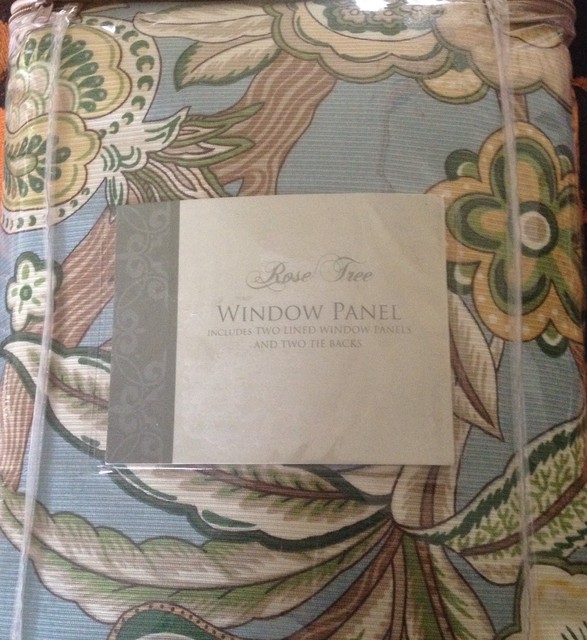 Rose Tree
WINDOW PANEL
INCLUDES TWO LINED WINDOW PANELS
AND TWO TIE BACKS